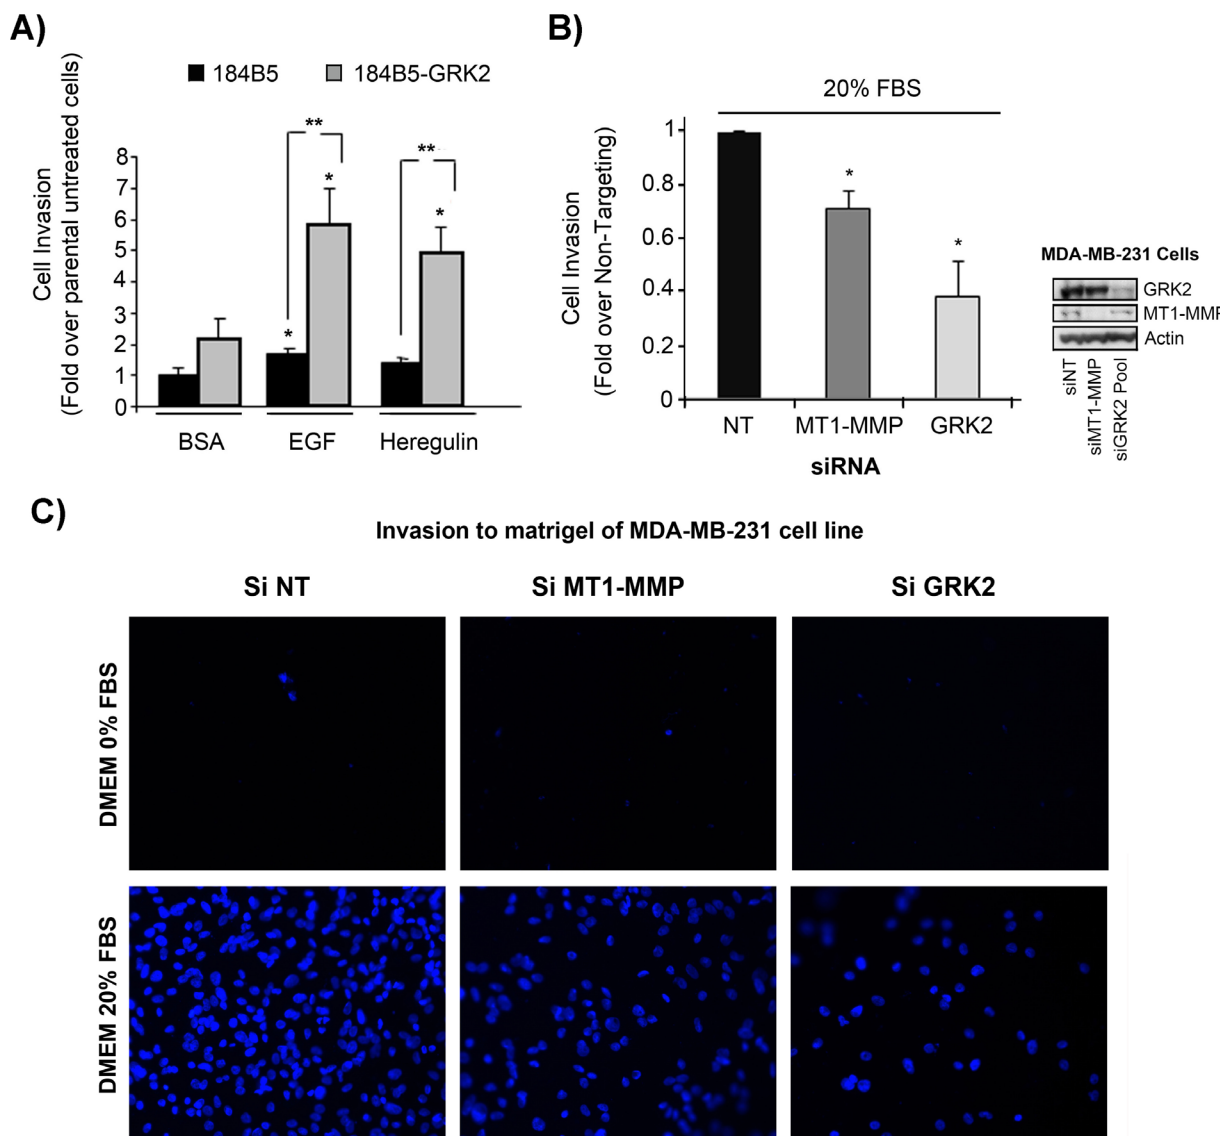 A)
184B5
184B5-GRK2
Cell Invasion
(Fold over parental untreated cells)
8
7
6
5
4
3
2
1
0
**
**
*
*
*
BSA
EGF
Heregulin
B)
20% FBS
Cell Invasion
(Fold over Non-Targeting)
1
0.8
0.6
0.4
0.2
0
*
*
NT
MT1-MMP
GRK2
siRNA
MDA-MB-231 Cells
GRK2
MT1-MMP
Actin
siNT
siMT1-MMP
siGRK2 Pool
C)
Invasion to matrigel of MDA-MB-231 cell line
Si NT
Si MT1-MMP
Si GRK2
DMEM 0% FBS
DMEM 20% FBS